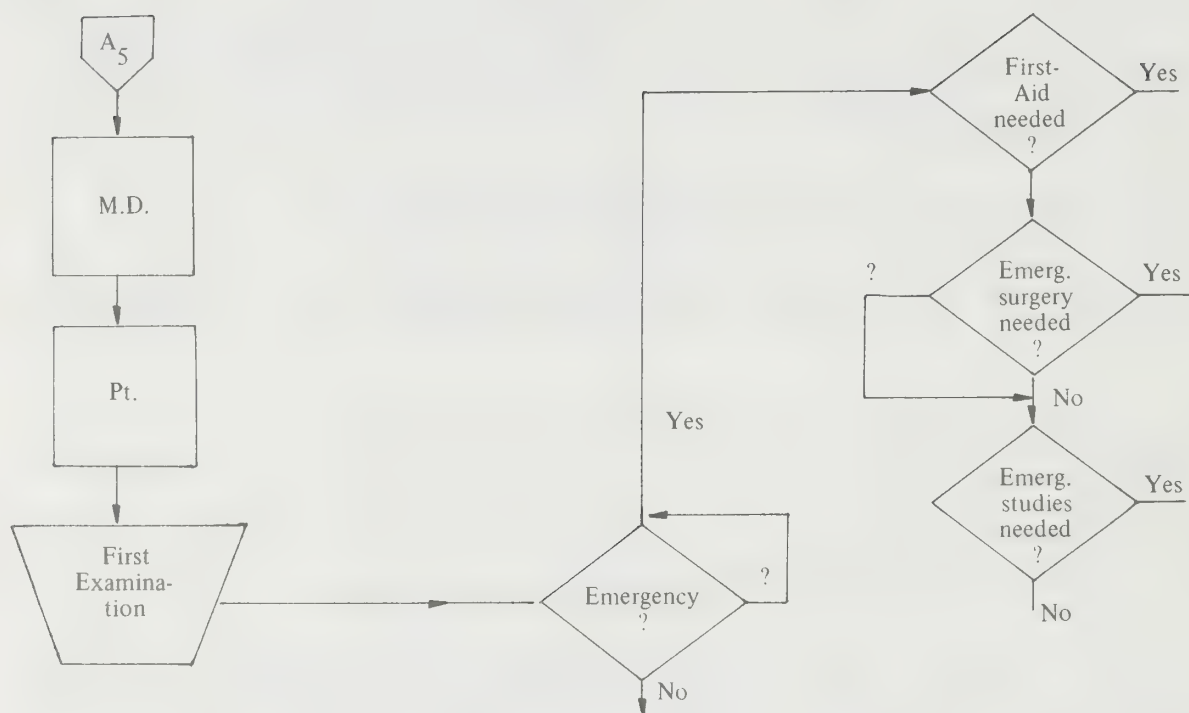 A5
M.D.
Pt.
First
Examina-
tion
Emergency
?
?
No
Yes
First-
Aid
needed
?
Yes
Emerg.
surgery
needed
?
?
Yes
No
Emerg.
studies
needed
?
Yes
No